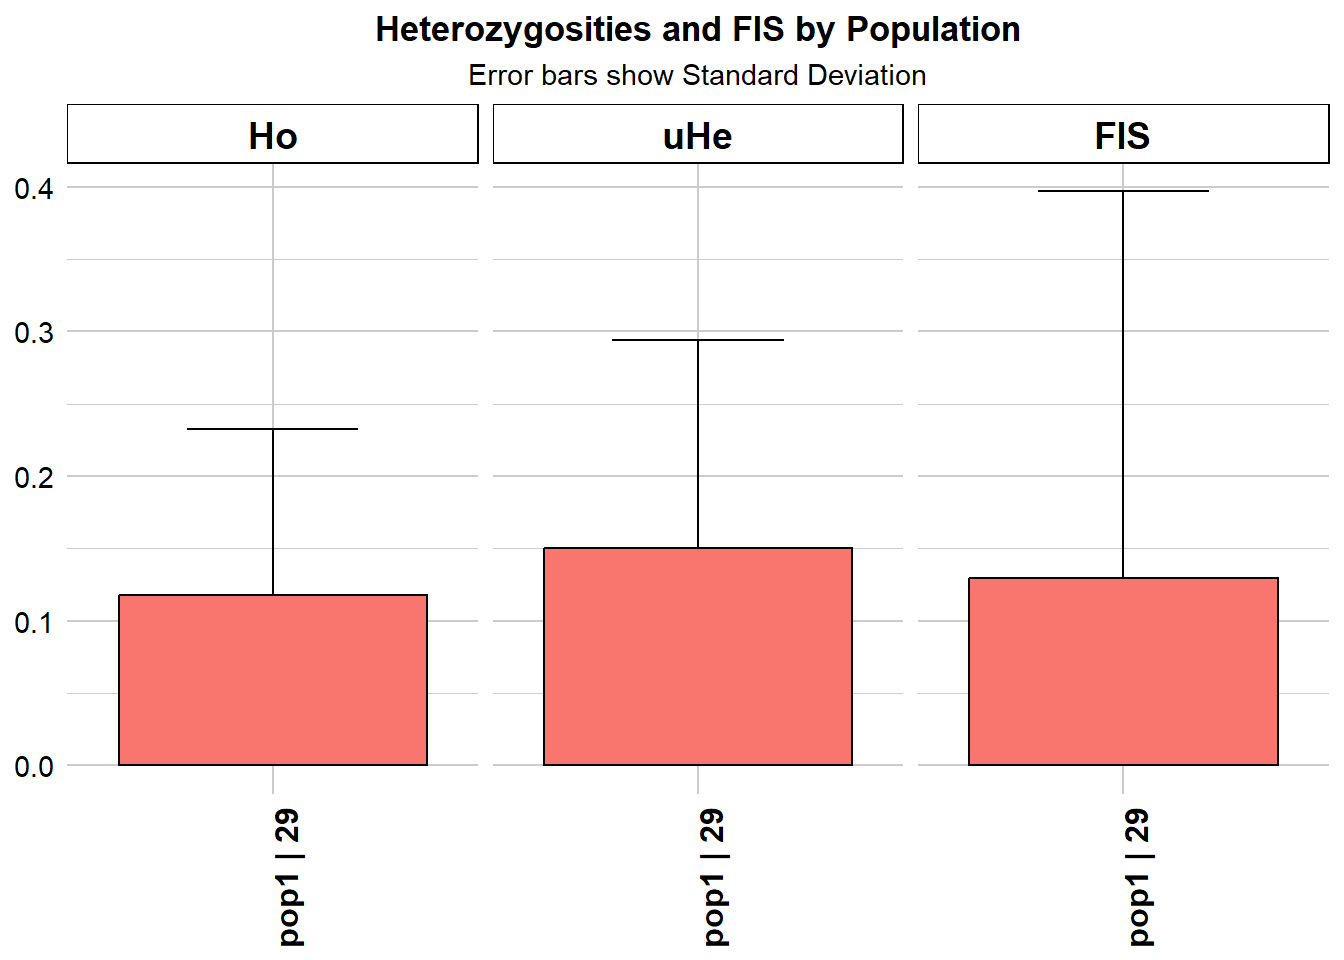 Heterozygosities and FIS by Population
Error bars show Standard Deviation
Ho
uHe
FIS
0.4
0.3
0.2
0.1
0.0
pop1 | 29
pop1 | 29
pop1 | 29